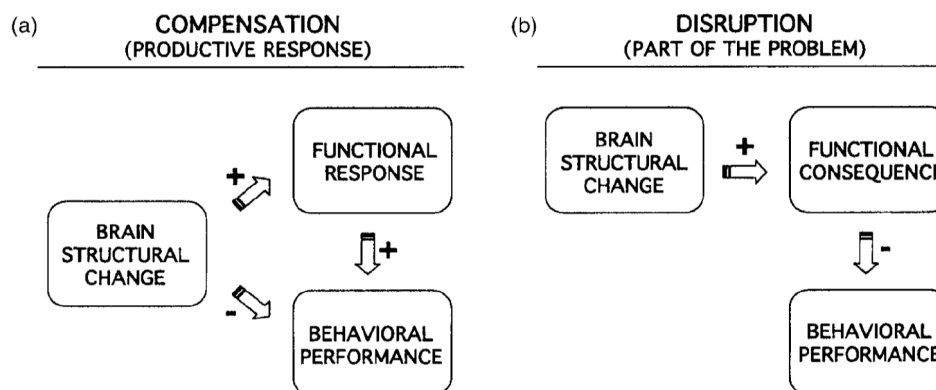 (a) COMPENSATION
(PRODUCTIVE RESPONSE)
FUNCTIONAL
RESPONSE
+
BRAIN
STRUCTURAL
CHANGE
+
-
BEHAVIORAL
PERFORMANCE
(b) DISRUPTION
(PART OF THE PROBLEM)
BRAIN
STRUCTURAL
CHANGE
+
FUNCTIONAL
CONSEQUENCE
-
BEHAVIORAL
PERFORMANCE